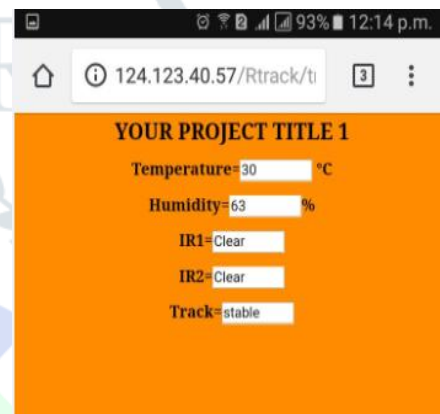 93% 12:14 p.m.
124.123.40.57/Rtrack/t
3
YOUR PROJECT TITLE 1
Temperature=30 °C
Humidity=63 %
IR1=Clear
IR2=Clear
Track=stable